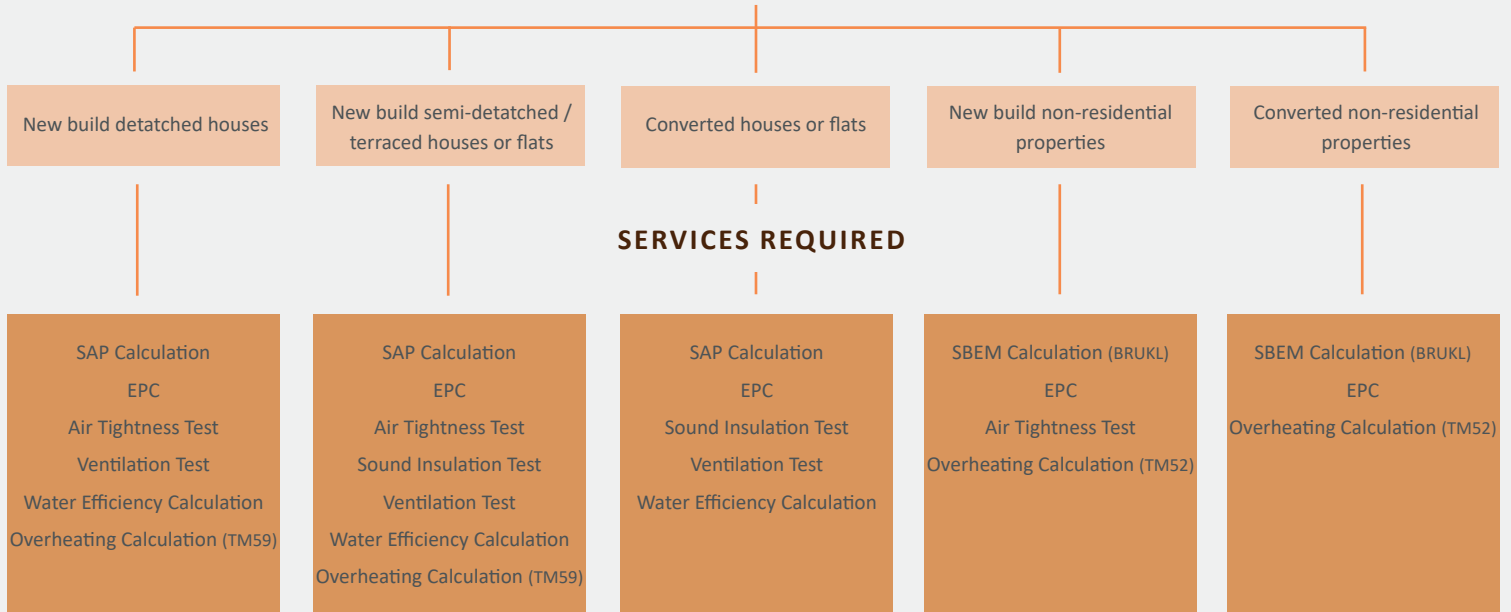 New build detatched houses
New build semi-detatched /
terraced houses or flats
Converted houses or flats
New build non-residential
properties
Converted non-residential
properties
SERVICES REQUIRED
SAP Calculation
EPC
Air Tightness Test
Ventilation Test
Water Efficiency Calculation
Overheating Calculation (TM59)
SAP Calculation
EPC
Air Tightness Test
Sound Insulation Test
Ventilation Test
Water Efficiency Calculation
Overheating Calculation (TM59)
SAP Calculation
EPC
Sound Insulation Test
Ventilation Test
Water Efficiency Calculation
SBEM Calculation (BRUKL)
EPC
Air Tightness Test
Overheating Calculation (TM52)
SBEM Calculation (BRUKL)
EPC
Overheating Calculation (TM52)